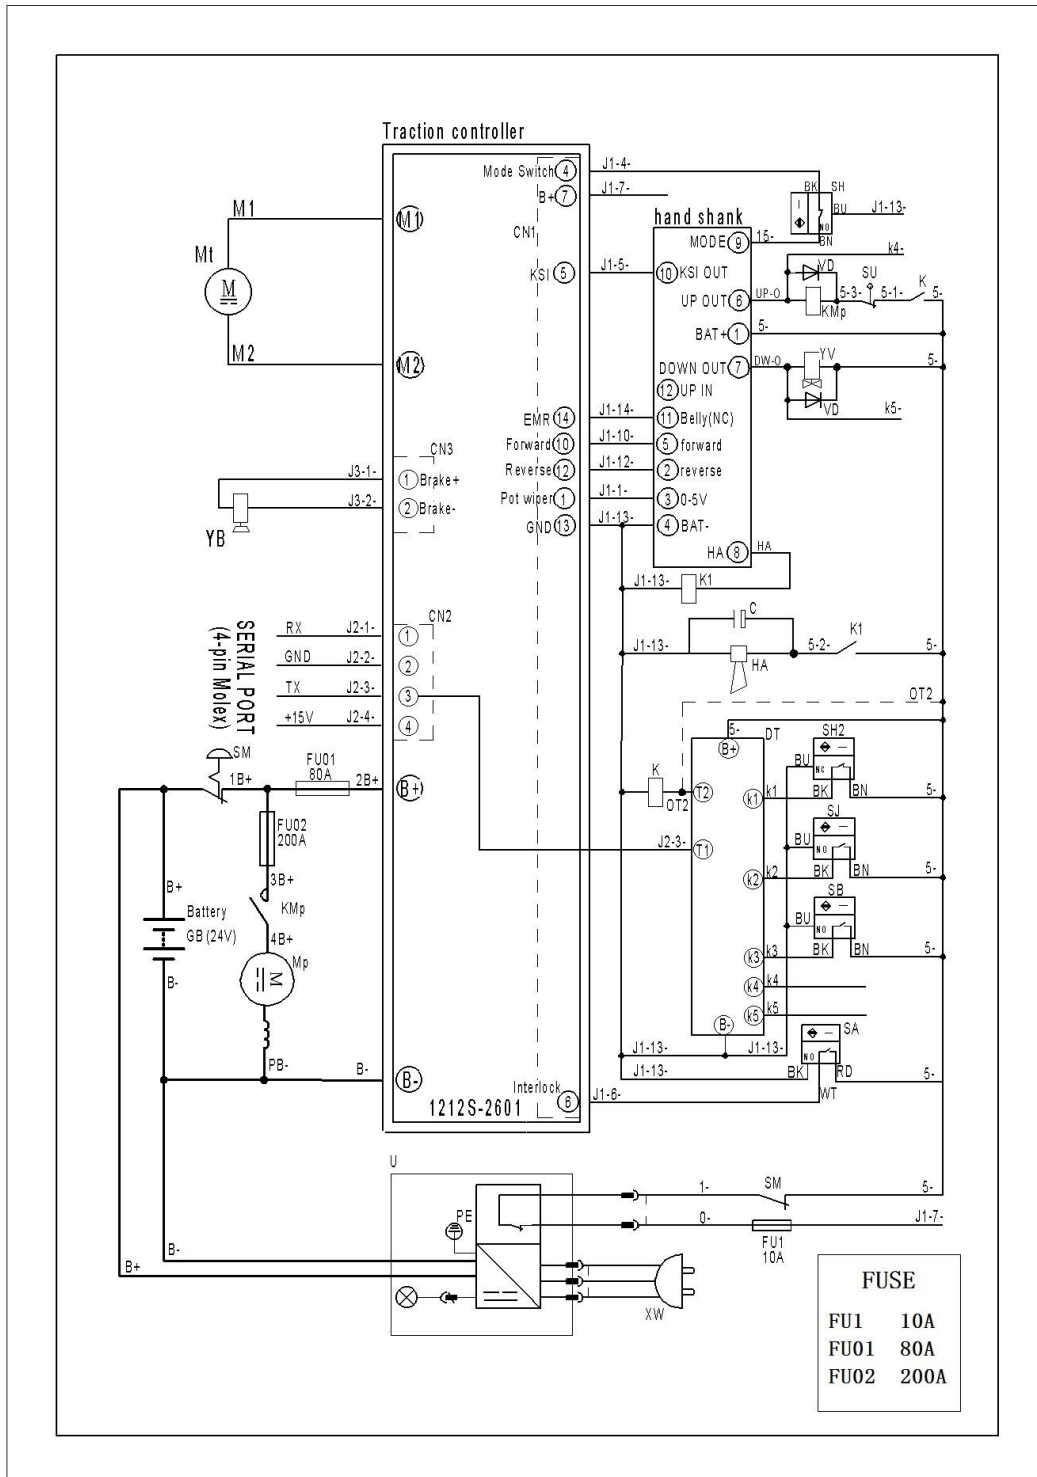 Traction controller
Mode Switch 4 J1-4-
B+ 7 J1-7-
CN1
BK SH
BU J1-13-
NO
BN
hand shank
MODE 9 15-
M1 M1
Mt
M
M2 M2
KSI 5 J1-5- 10 KSI OUT
k4-
VD
SU
K
UP OUT 6 UP-O KMp 5-3- 5-1- 5-
BAT+ 1 5-
DOWN OUT 7 DW-O YV 5-
12 UP IN
VD
k5-
EMR 14 J1-14- 11 Belly(NC)
Forward 10 J1-10- 5 forward
Reverse 12 J1-12- 2 reverse
Pot wiper 1 J1-1- 3 0-5V
GND 13 J1-13- 4 BAT-
CN3
J3-1- 1 Brake+
J3-2- 2 Brake-
YB
HA 8 HA
J1-13- K1
C
J1-13- HA 5-2- K1 5-
CN2
SERIAL PORT
(4-pin Molex)
RX J2-1- 1
GND J2-2- 2
TX J2-3- 3
+15V J2-4- 4
OT2
5- DT
B+
SH2
BU NC
K
OT2 T2 k1 k1 BK BN 5-
SJ
BU NO
J2-3- T1
k2 k2 BK BN 5-
SB
BU NO
k3 k3 BK BN 5-
k4 k4
k5 k5
B-
J1-13- J1-13-
SA
NO
J1-13- BK RD 5-
WT
SM
1B+ FU01
80A
2B+ B+
FU02
200A
3B+
KMp
4B+
Mp
M
B+
Battery
GB(24V)
B-
PB- B- B-
Interlock
6 J1-6-
1212S-2601
U
PE
1- SM 5-
0- FU1
10A
J1-7-
B-
B+
XW
FUSE
FU1 10A
FU01 80A
FU02 200A